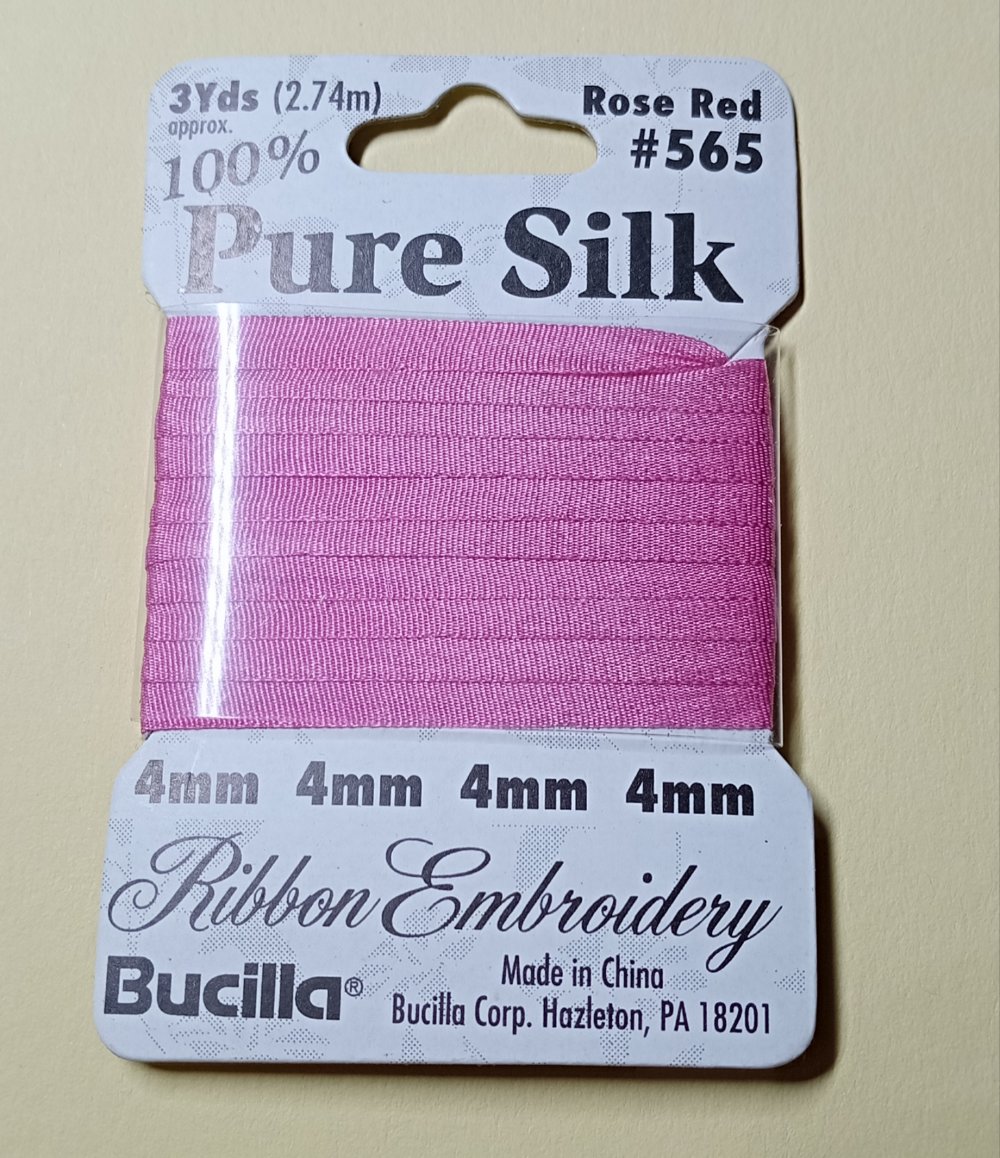 3Yds (2.74m)
approx.
100%
Rose Red
#565
Pure Silk
4mm 4mm 4mm 4mm
Ribbon Embroidery
Bucilla®
Made in China
Bucilla Corp. Hazleton, PA 18201